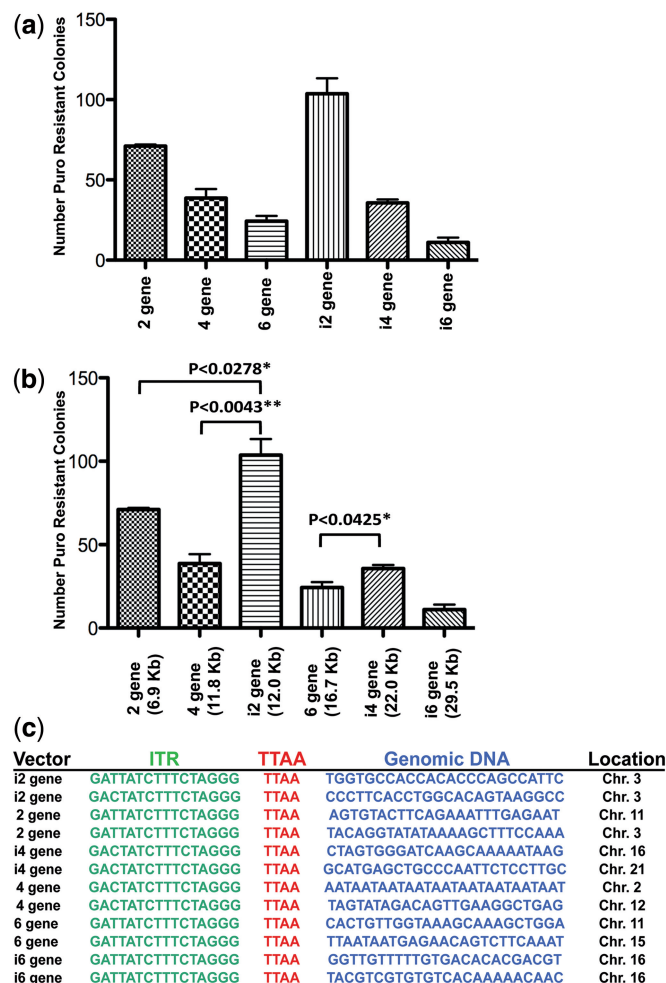 (a)
150
100
50
0
Number Puro Resistant Colonies
2 gene
4 gene
6 gene
i2 gene
i4 gene
i6 gene
(b)
150
100
50
0
Number Puro Resistant Colonies
P<0.0278*
P<0.0043**
P<0.0425*
2 gene
(6.9 Kb)
4 gene
(11.8 Kb)
i2 gene
(12.0 Kb)
6 gene
(16.7 Kb)
i4 gene
(22.0 Kb)
i6 gene
(29.5 Kb)
(c)
Vector ITR TTAA Genomic DNA Location
i2 gene GATTATCTTTCTAGGG TTAA TGGTGCCACCACACCCAGCCATTC Chr. 3
i2 gene GACTATCTTTCTAGGG TTAA CCCTTCACCTGGCACAGTAAGGCC Chr. 3
2 gene GATTATCTTTCTAGGG TTAA AGTGTACTTCAGAAATTTGAGAAT Chr. 11
2 gene GATTATCTTTCTAGGG TTAA TACAGGTATATAAAAGCTTTCCAAA Chr. 3
i4 gene GACTATCTTTCTAGGG TTAA CTAGTGGGATCAAGCAAAAATAAG Chr. 16
i4 gene GACTATCTTTCTAGGG TTAA GCATGAGCTGCCCAATTCTCCTTGC Chr. 21
4 gene GACTATCTTTCTAGGG TTAA AATAATAATAATAATAATAATAATAAT Chr. 2
4 gene GACTATCTTTCTAGGG TTAA TAGTATAGACAGTTGAAGGCTGAG Chr. 12
6 gene GATTATCTTTCTAGGG TTAA CACTGTTGGTAAAGCAAAGCTGGA Chr. 11
6 gene GATTATCTTTCTAGGG TTAA TTAATAATGAGAACAGTCTTCAAAT Chr. 15
i6 gene GATTATCTTTCTAGGG TTAA GGTTGTTTTTGTGACACACGACGT Chr. 16
i6 gene GATTATCTTTCTAGGG TTAA TACGTCGTGTGTCACAAAAACAAC Chr. 16